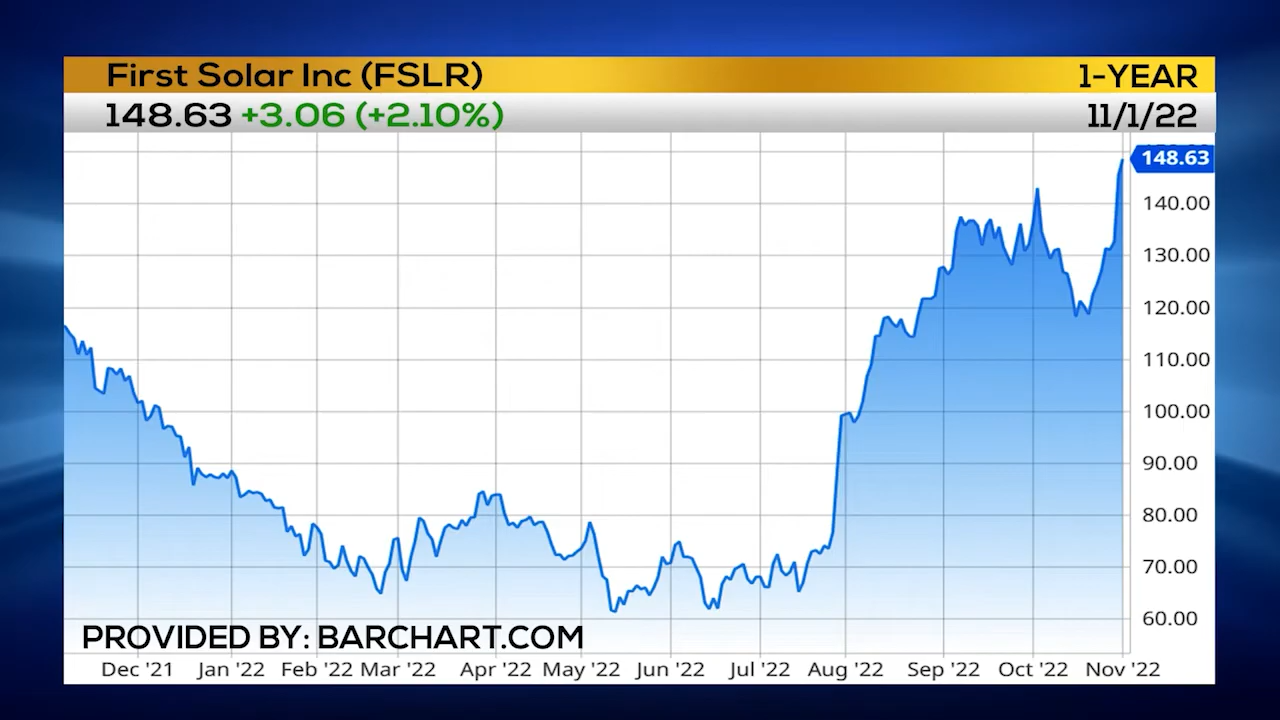 First Solar Inc (FSLR) 1-YEAR
148.63 +3.06 (+2.10%) 11/1/22
148.63
140.00
130.00
120.00
110.00
100.00
90.00
80.00
70.00
60.00
PROVIDED BY: BARCHART.COM
Dec '21 Jan '22 Feb '22 Mar '22 Apr '22 May '22 Jun '22 Jul '22 Aug '22 Sep '22 Oct '22 Nov '22